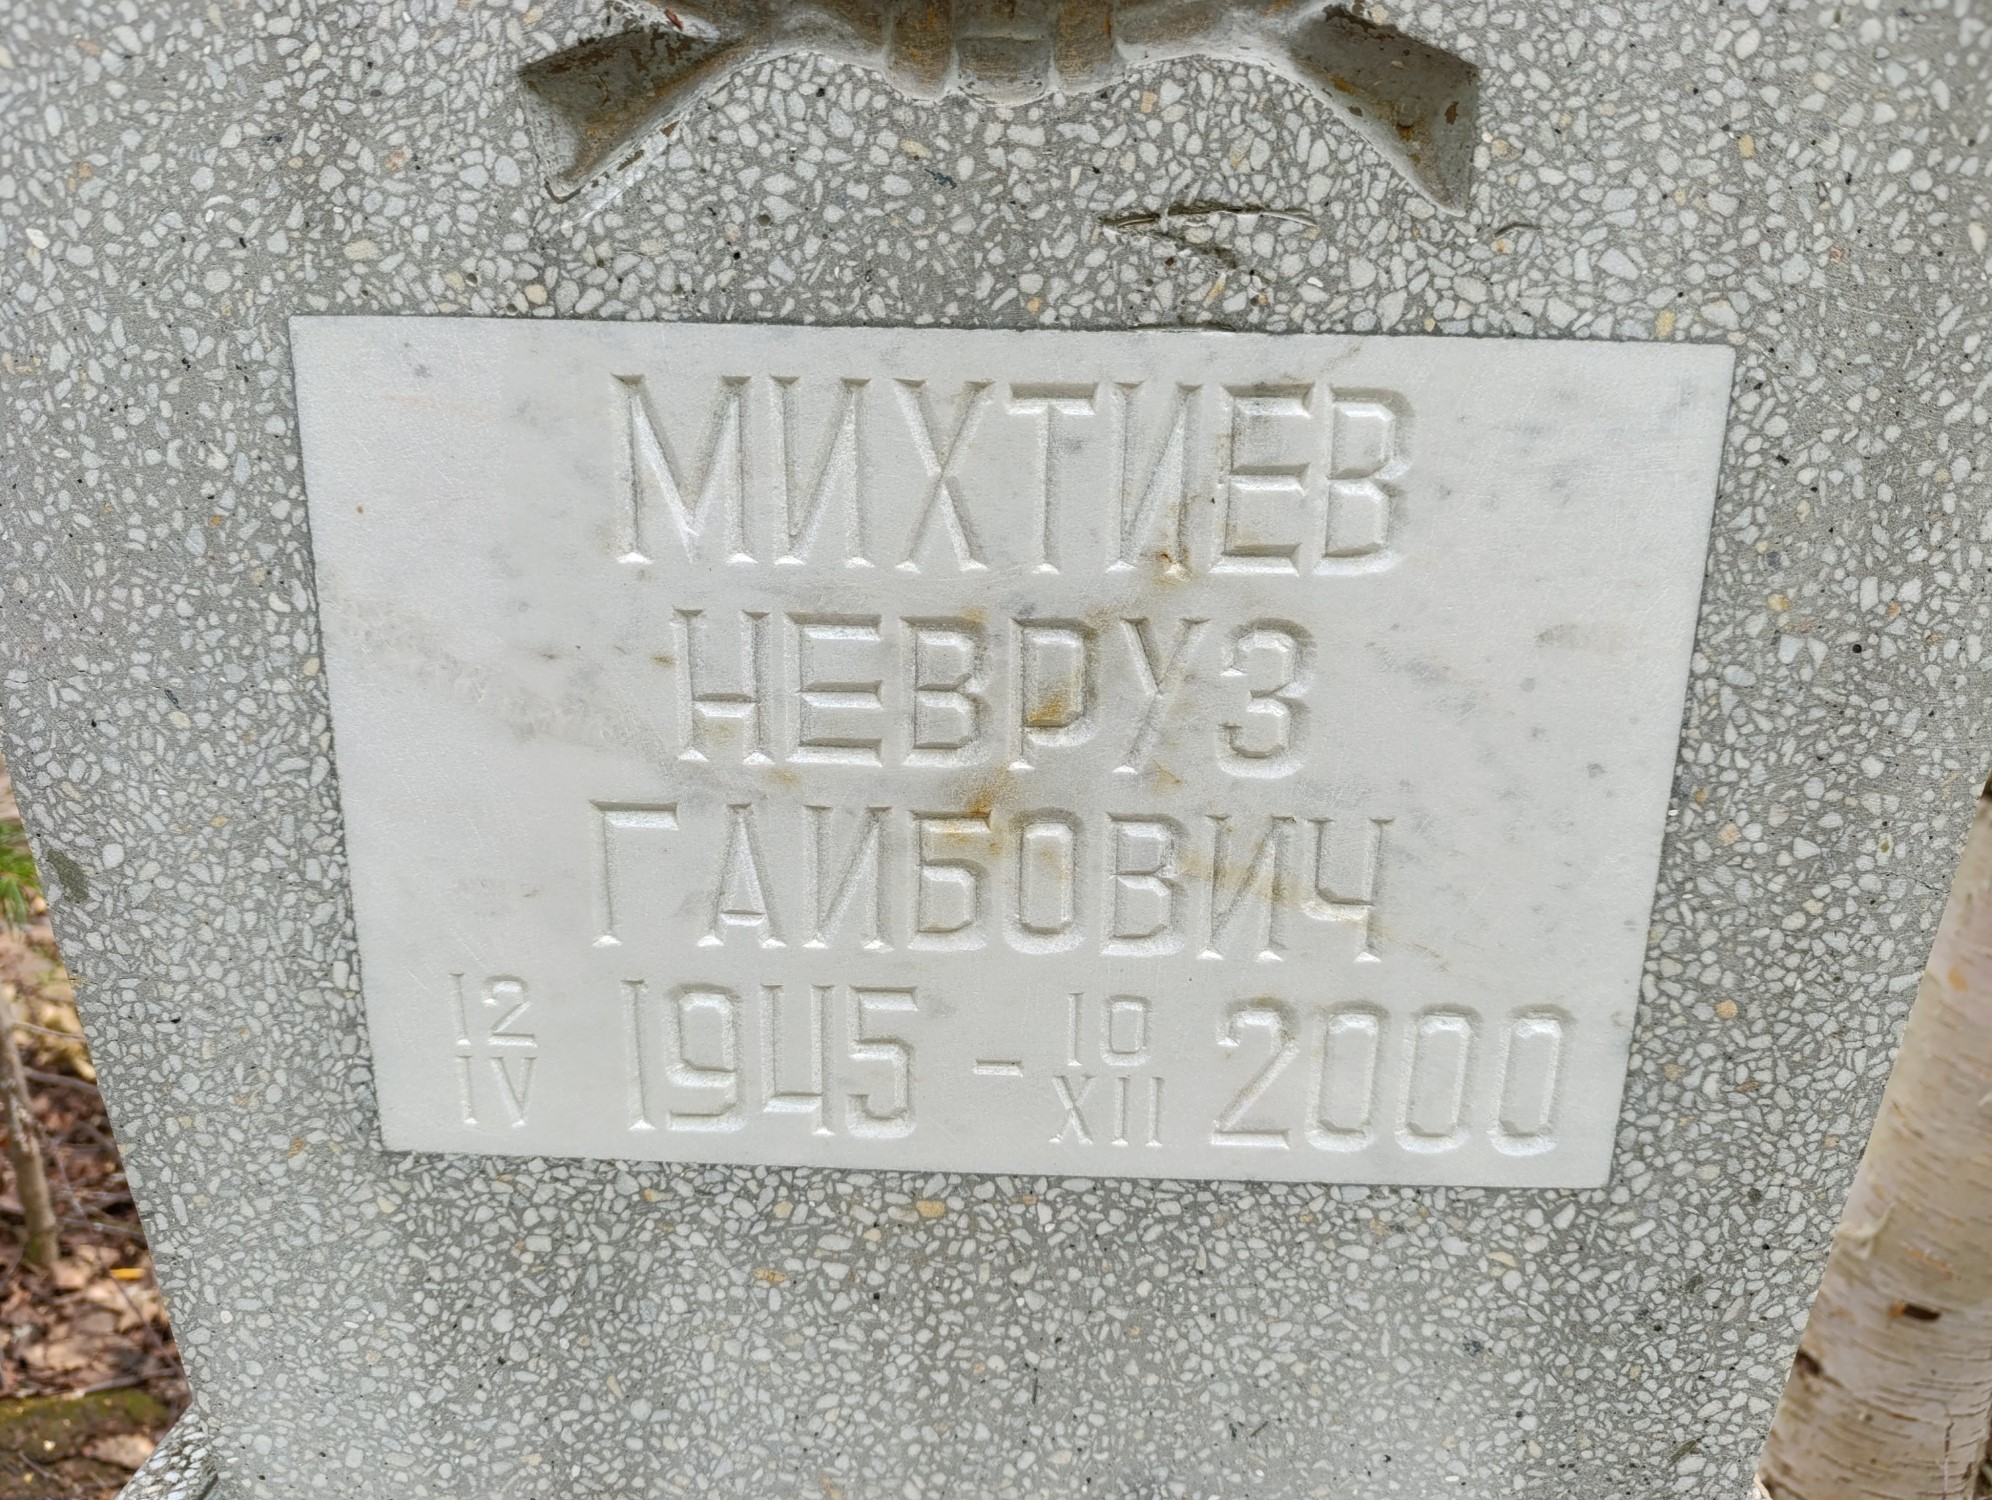 МИХТИЕВ
НЕВРУЗ
ГАИБОВИЧ
12 IV 1945 - 10 XII 2000